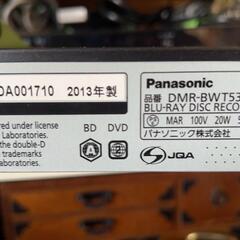 DA001710
2013年製
under license
Laboratories.
the double-D
trademarks
Laboratories.
BD DVD
A
Panasonic
品番 DMR-BWT53
BLU-RAY DISC RECO
MAR 100V 20W 5
パナソニック株式会社
JQA